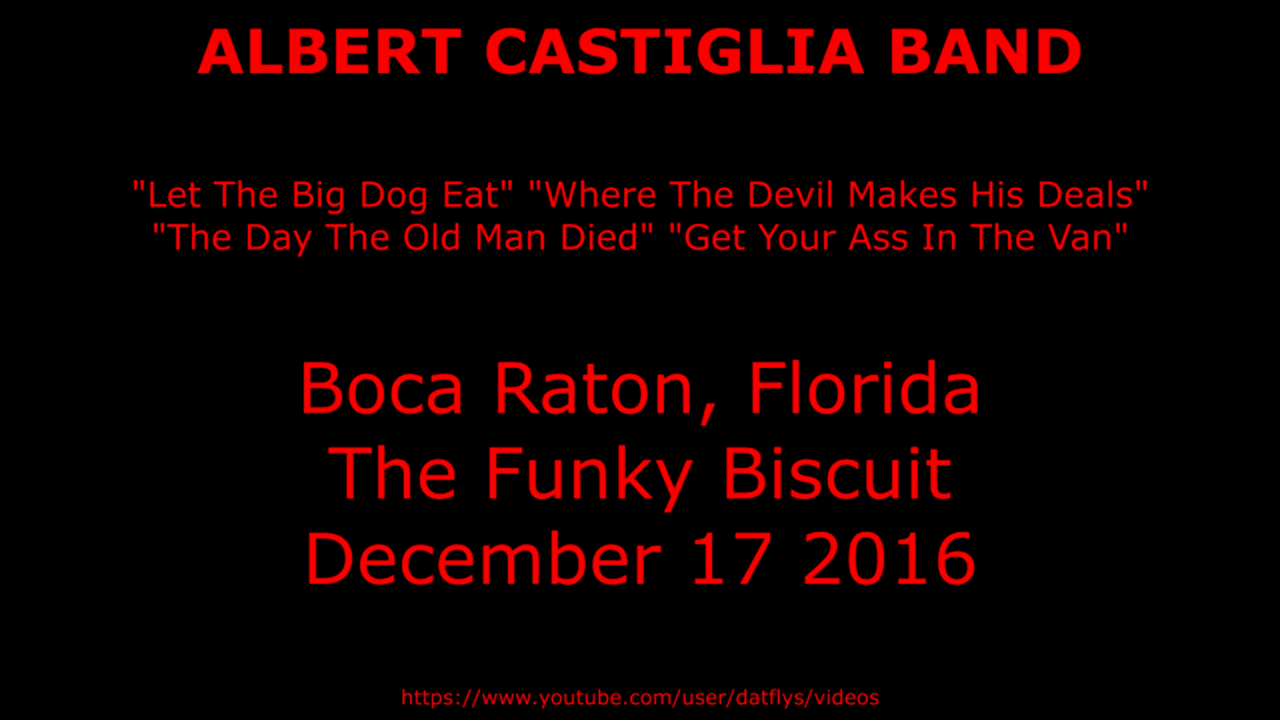 ALBERT CASTIGLIA BAND
"Let The Big Dog Eat" "Where The Devil Makes His Deals"
"The Day The Old Man Died" "Get Your Ass In The Van"
Boca Raton, Florida
The Funky Biscuit
December 17 2016
https://www.youtube.com/user/datflys/videos